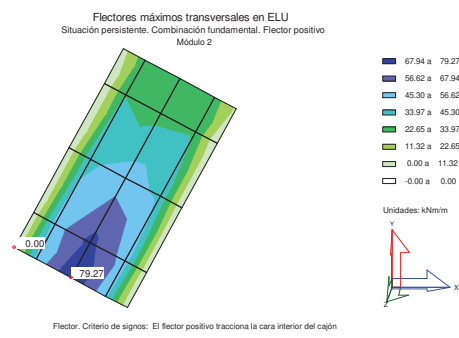 Flectores máximos transversales en ELU
Situación persistente. Combinación fundamental. Flector positivo
Módulo 2
67.94 a 79.27
56.62 a 67.94
45.30 a 56.62
33.97 a 45.30
22.65 a 33.97
11.32 a 22.65
0.00 a 11.32
-0.00 a 0.00
Unidades: kNm/m
Y
X
Z
0.00
79.27
Flector. Criterio de signos: El flector positivo tracciona la cara interior del cajón